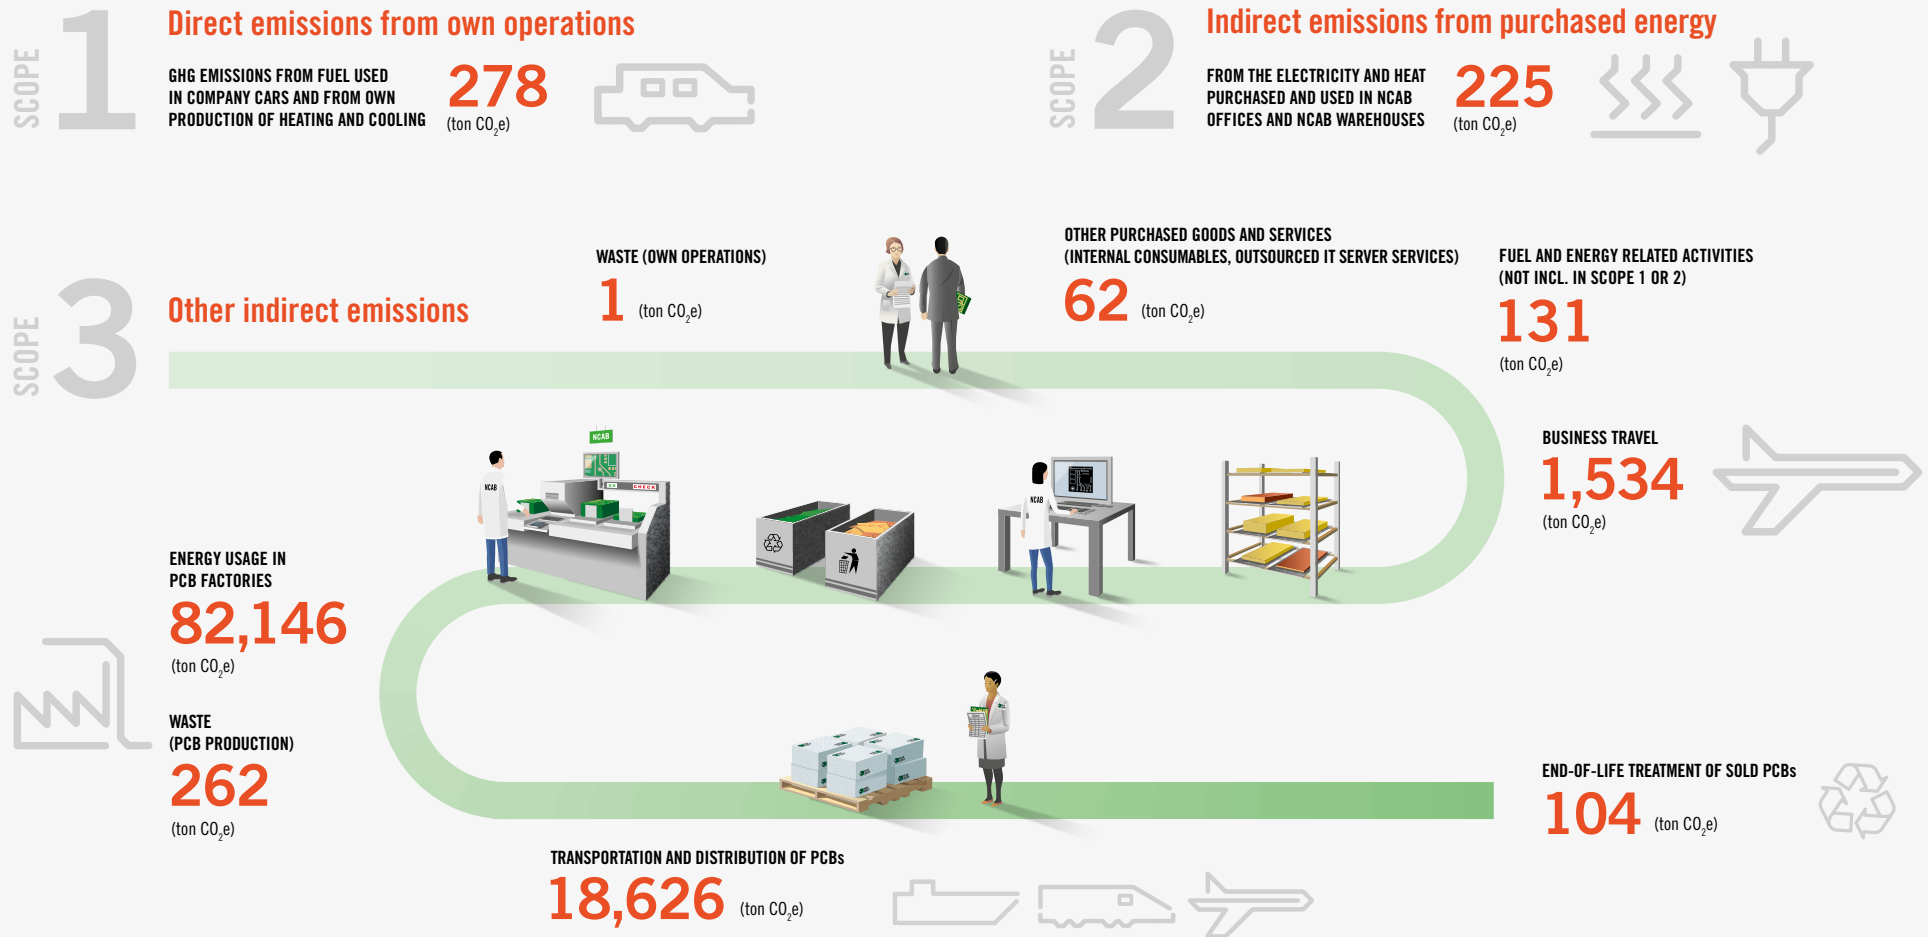 SCOPE 1
Direct emissions from own operations
GHG EMISSIONS FROM FUEL USED
IN COMPANY CARS AND FROM OWN
PRODUCTION OF HEATING AND COOLING
278
(ton CO₂e)
SCOPE 2
Indirect emissions from purchased energy
FROM THE ELECTRICITY AND HEAT
PURCHASED AND USED IN NCAB
OFFICES AND NCAB WAREHOUSES
225
(ton CO₂e)
SCOPE 3
Other indirect emissions
WASTE (OWN OPERATIONS)
1 (ton CO₂e)
OTHER PURCHASED GOODS AND SERVICES
(INTERNAL CONSUMABLES, OUTSOURCED IT SERVER SERVICES)
62 (ton CO₂e)
FUEL AND ENERGY RELATED ACTIVITIES
(NOT INCL. IN SCOPE 1 OR 2)
131
(ton CO₂e)
BUSINESS TRAVEL
1,534
(ton CO₂e)
NCAB
NCAB
CHECK
NCAB
ENERGY USAGE IN
PCB FACTORIES
82,146
(ton CO₂e)
WASTE
(PCB PRODUCTION)
262
(ton CO₂e)
TRANSPORTATION AND DISTRIBUTION OF PCBs
18,626 (ton CO₂e)
END-OF-LIFE TREATMENT OF SOLD PCBs
104 (ton CO₂e)